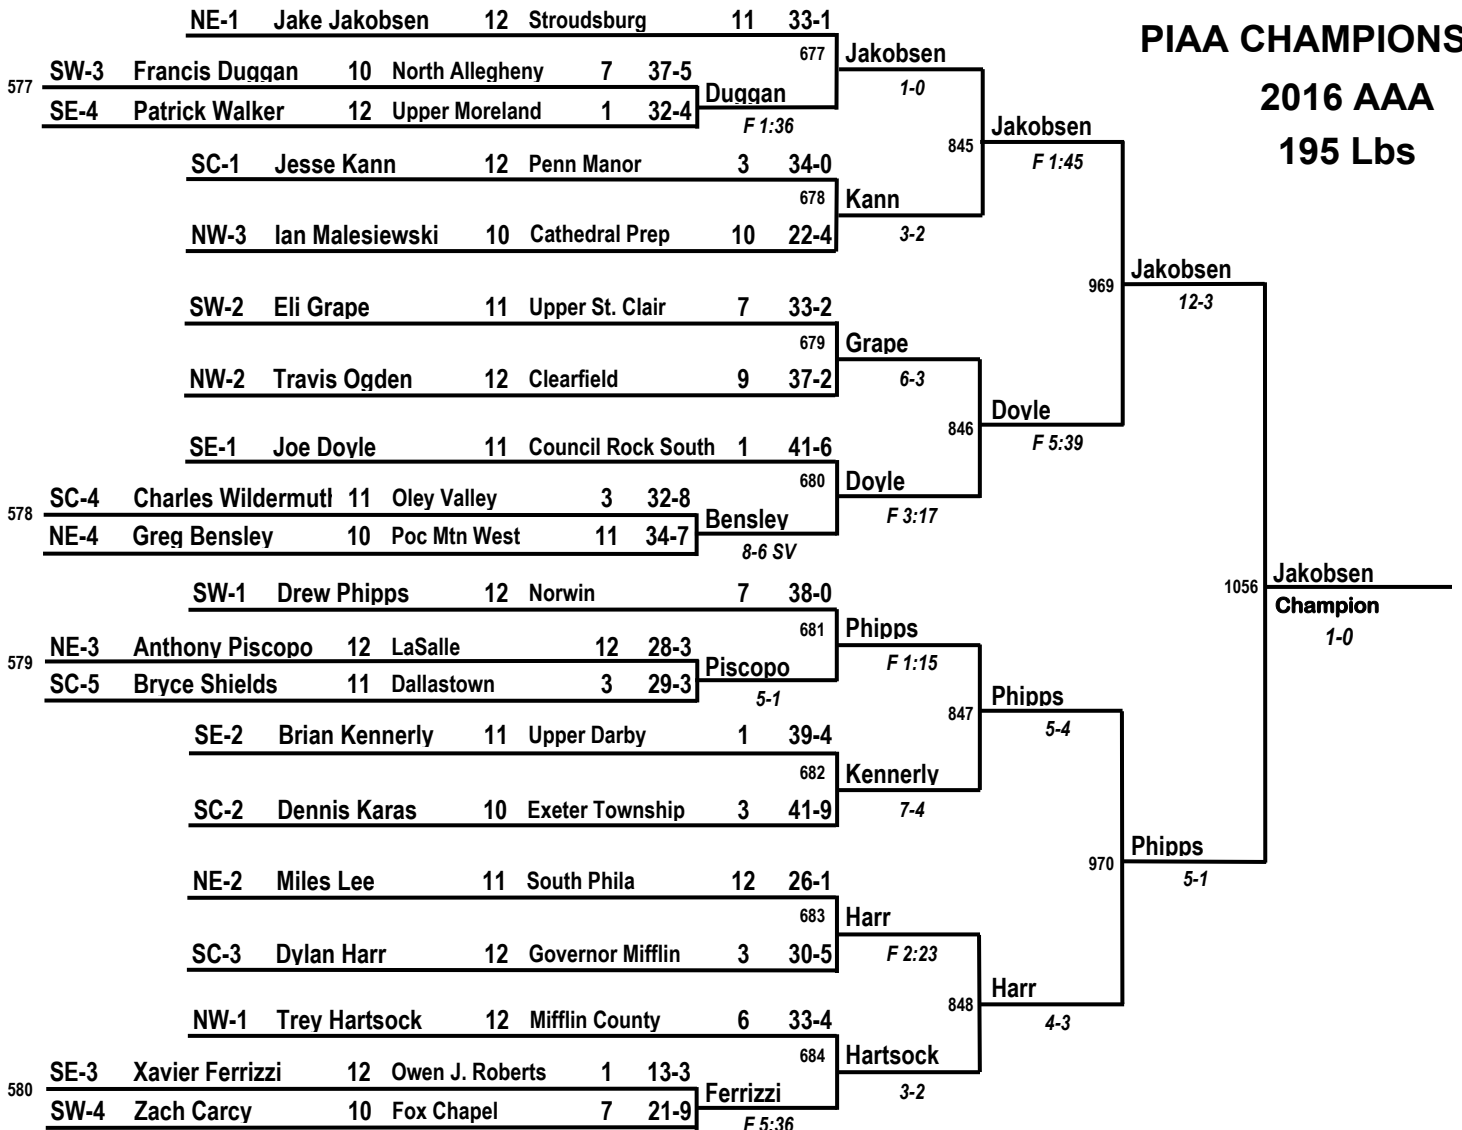 PIAA CHAMPIONS
2016 AAA
195 Lbs
NE-1 Jake Jakobsen 12 Stroudsburg 11 33-1
677 Jakobsen
1-0
577 SW-3 Francis Duggan 10 North Allegheny 7 37-5
SE-4 Patrick Walker 12 Upper Moreland 1 32-4
Duggan
F 1:36
845 Jakobsen
F 1:45
SC-1 Jesse Kann 12 Penn Manor 3 34-0
678 Kann
3-2
NW-3 Ian Malesiewski 10 Cathedral Prep 10 22-4
969 Jakobsen
12-3
SW-2 Eli Grape 11 Upper St. Clair 7 33-2
679 Grape
6-3
NW-2 Travis Ogden 12 Clearfield 9 37-2
846 Doyle
F 5:39
SE-1 Joe Doyle 11 Council Rock South 1 41-6
680 Doyle
F 3:17
578 SC-4 Charles Wildermuth 11 Oley Valley 3 32-8
NE-4 Greg Bensley 10 Poc Mtn West 11 34-7
Bensley
8-6 SV
1056 Jakobsen
Champion
1-0
SW-1 Drew Phipps 12 Norwin 7 38-0
681 Phipps
F 1:15
579 NE-3 Anthony Piscopo 12 LaSalle 12 28-3
SC-5 Bryce Shields 11 Dallastown 3 29-3
Piscopo
5-1
847 Phipps
5-4
SE-2 Brian Kennerly 11 Upper Darby 1 39-4
682 Kennerly
7-4
SC-2 Dennis Karas 10 Exeter Township 3 41-9
970 Phipps
5-1
NE-2 Miles Lee 11 South Phila 12 26-1
683 Harr
F 2:23
SC-3 Dylan Harr 12 Governor Mifflin 3 30-5
848 Harr
4-3
NW-1 Trey Hartsock 12 Mifflin County 6 33-4
684 Hartsock
3-2
580 SE-3 Xavier Ferrizzi 12 Owen J. Roberts 1 13-3
SW-4 Zach Carcy 10 Fox Chapel 7 21-9
Ferrizzi
F 5:36